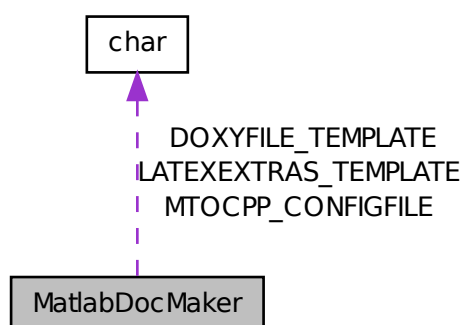 char
DOXYFILE_TEMPLATE
LATEXEXTRAS_TEMPLATE
MTOCPP_CONFIGFILE
MatlabDocMaker